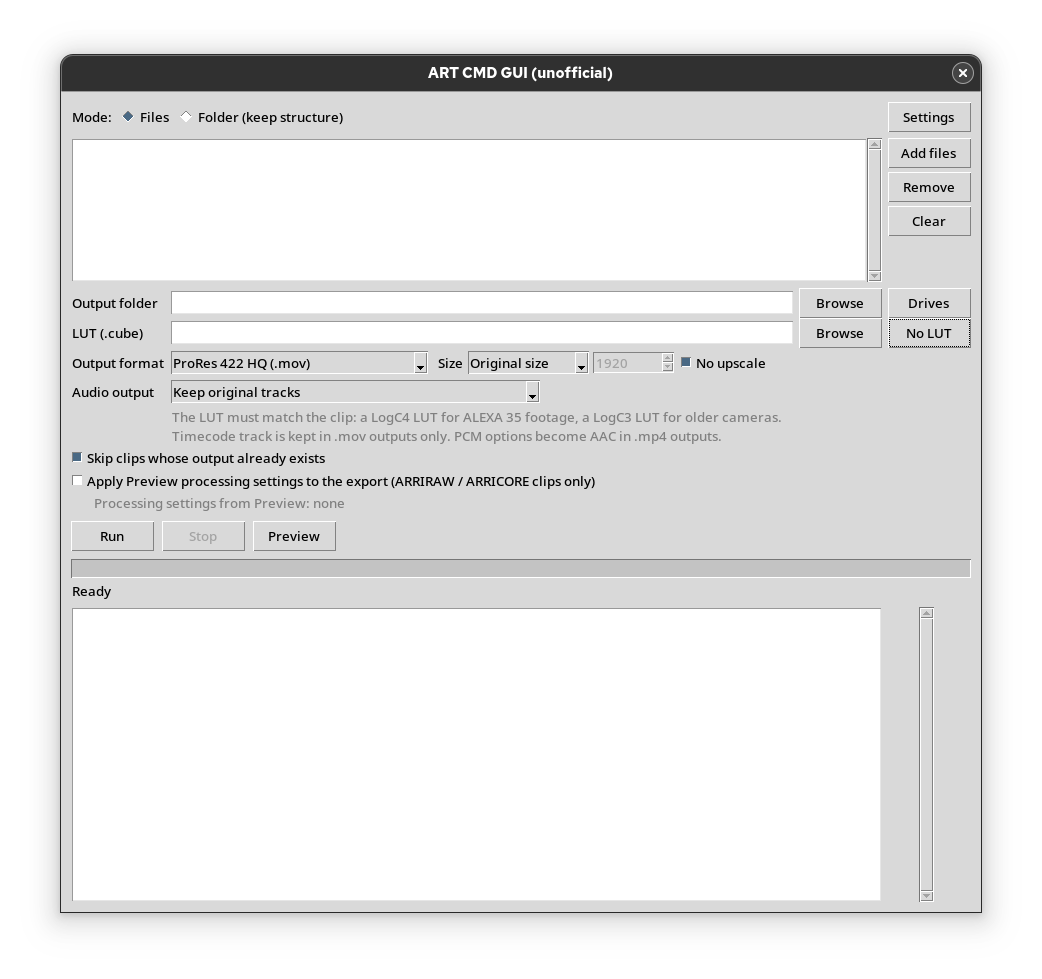 ART CMD GUI (unofficial)
Mode: Files Folder (keep structure) Settings
Add files
Remove
Clear
Output folder Browse Drives
LUT (.cube) Browse No LUT
Output format ProRes 422 HQ (.mov) Size Original size 1920 No upscale
Audio output Keep original tracks
The LUT must match the clip: a LogC4 LUT for ALEXA 35 footage, a LogC3 LUT for older cameras.
Timecode track is kept in .mov outputs only. PCM options become AAC in .mp4 outputs.
Skip clips whose output already exists
Apply Preview processing settings to the export (ARRIRAW / ARRICORE clips only)
Processing settings from Preview: none
Run Stop Preview
Ready